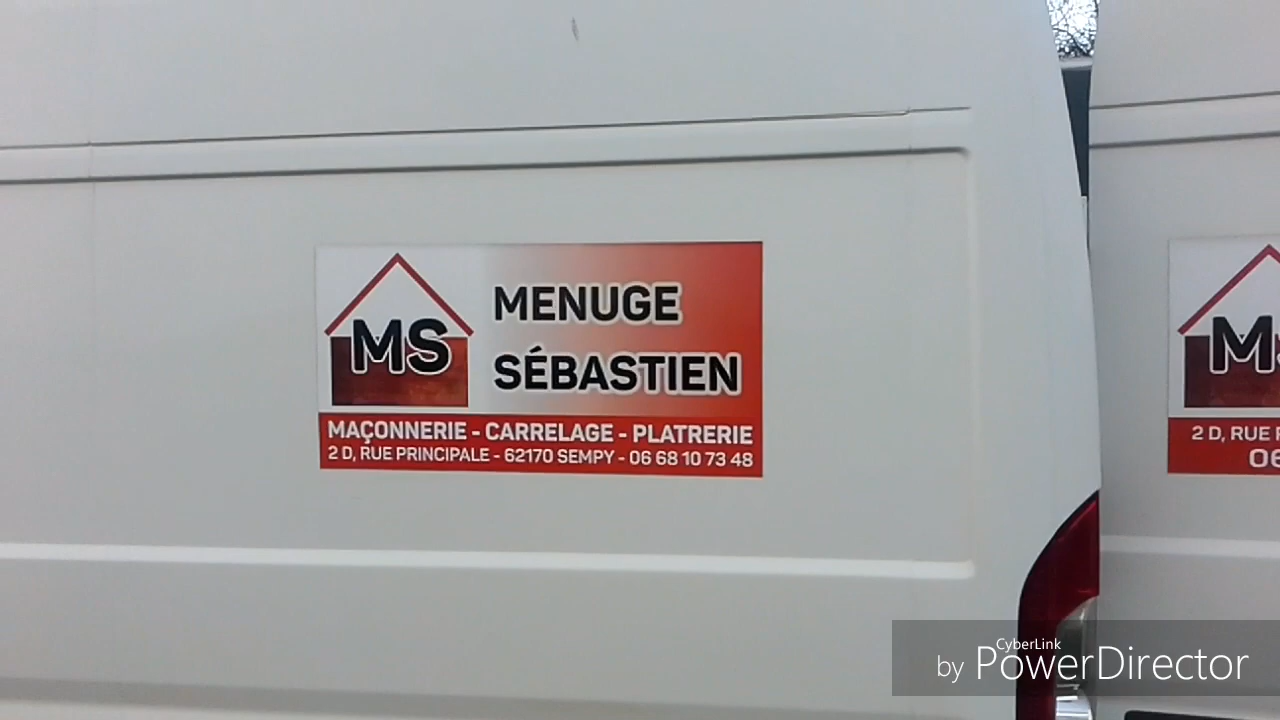 MS
MENUGE
SÉBASTIEN
MAÇONNERIE - CARRELAGE - PLATRERIE
2 D, RUE PRINCIPALE - 62170 SEMPY - 06 68 10 73 48
M
2 D, RUE
06
CyberLink
by PowerDirector